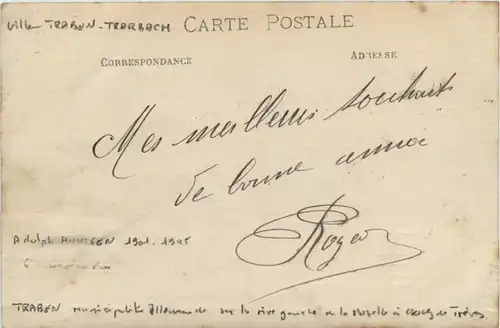 Ville TRABEN-TRARBACH
CARTE POSTALE
CORRESPONDANCE
ADRESSE
Mes meilleurs souhaits
de bonne année
Roger
Adolph 1901. 1905
TRABEN municipalité Allemande sur la rive gauche de la Moselle à de Trèves